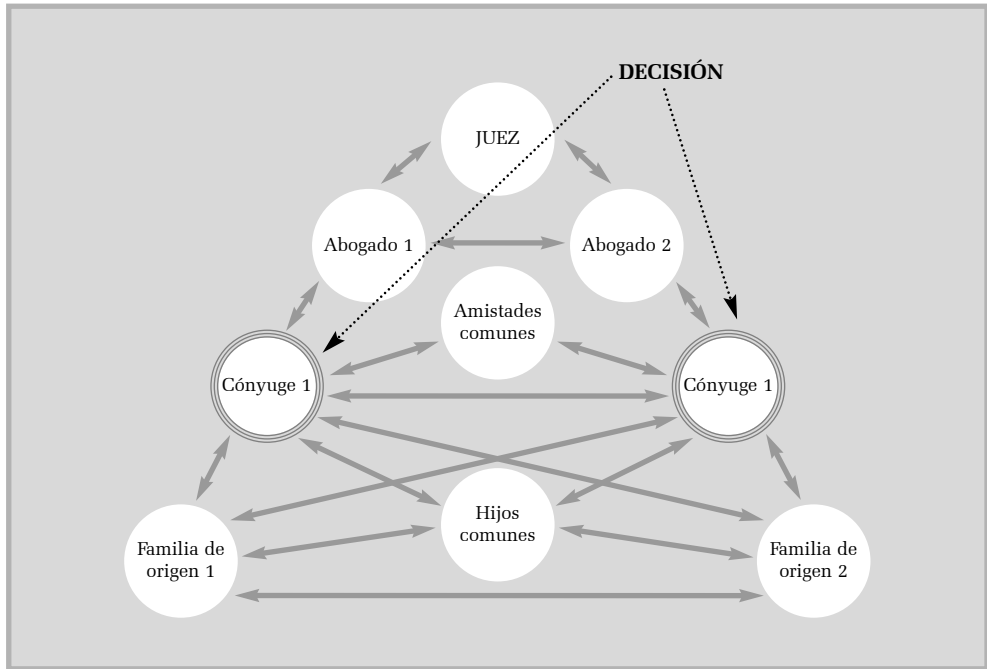 DECISIÓN
JUEZ
Abogado 1
Abogado 2
Amistades
comunes
Cónyuge 1
Cónyuge 1
Hijos
comunes
Familia de
origen 1
Familia de
origen 2